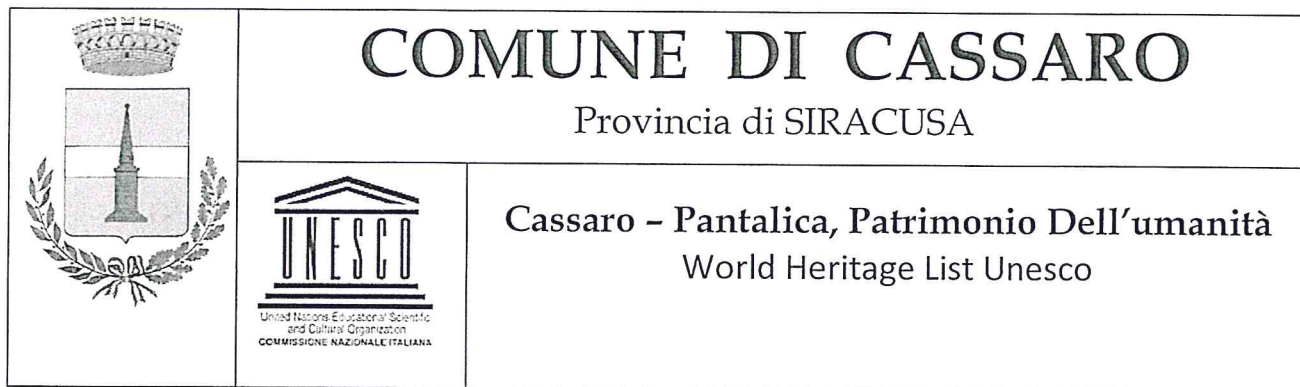 COMUNE DI CASSARO
Provincia di SIRACUSA
UNESCO
United Nations Educational Scientific
and Cultural Organization
COMMISSIONE NAZIONALE ITALIANA
Cassaro – Pantalica, Patrimonio Dell'umanità
World Heritage List Unesco